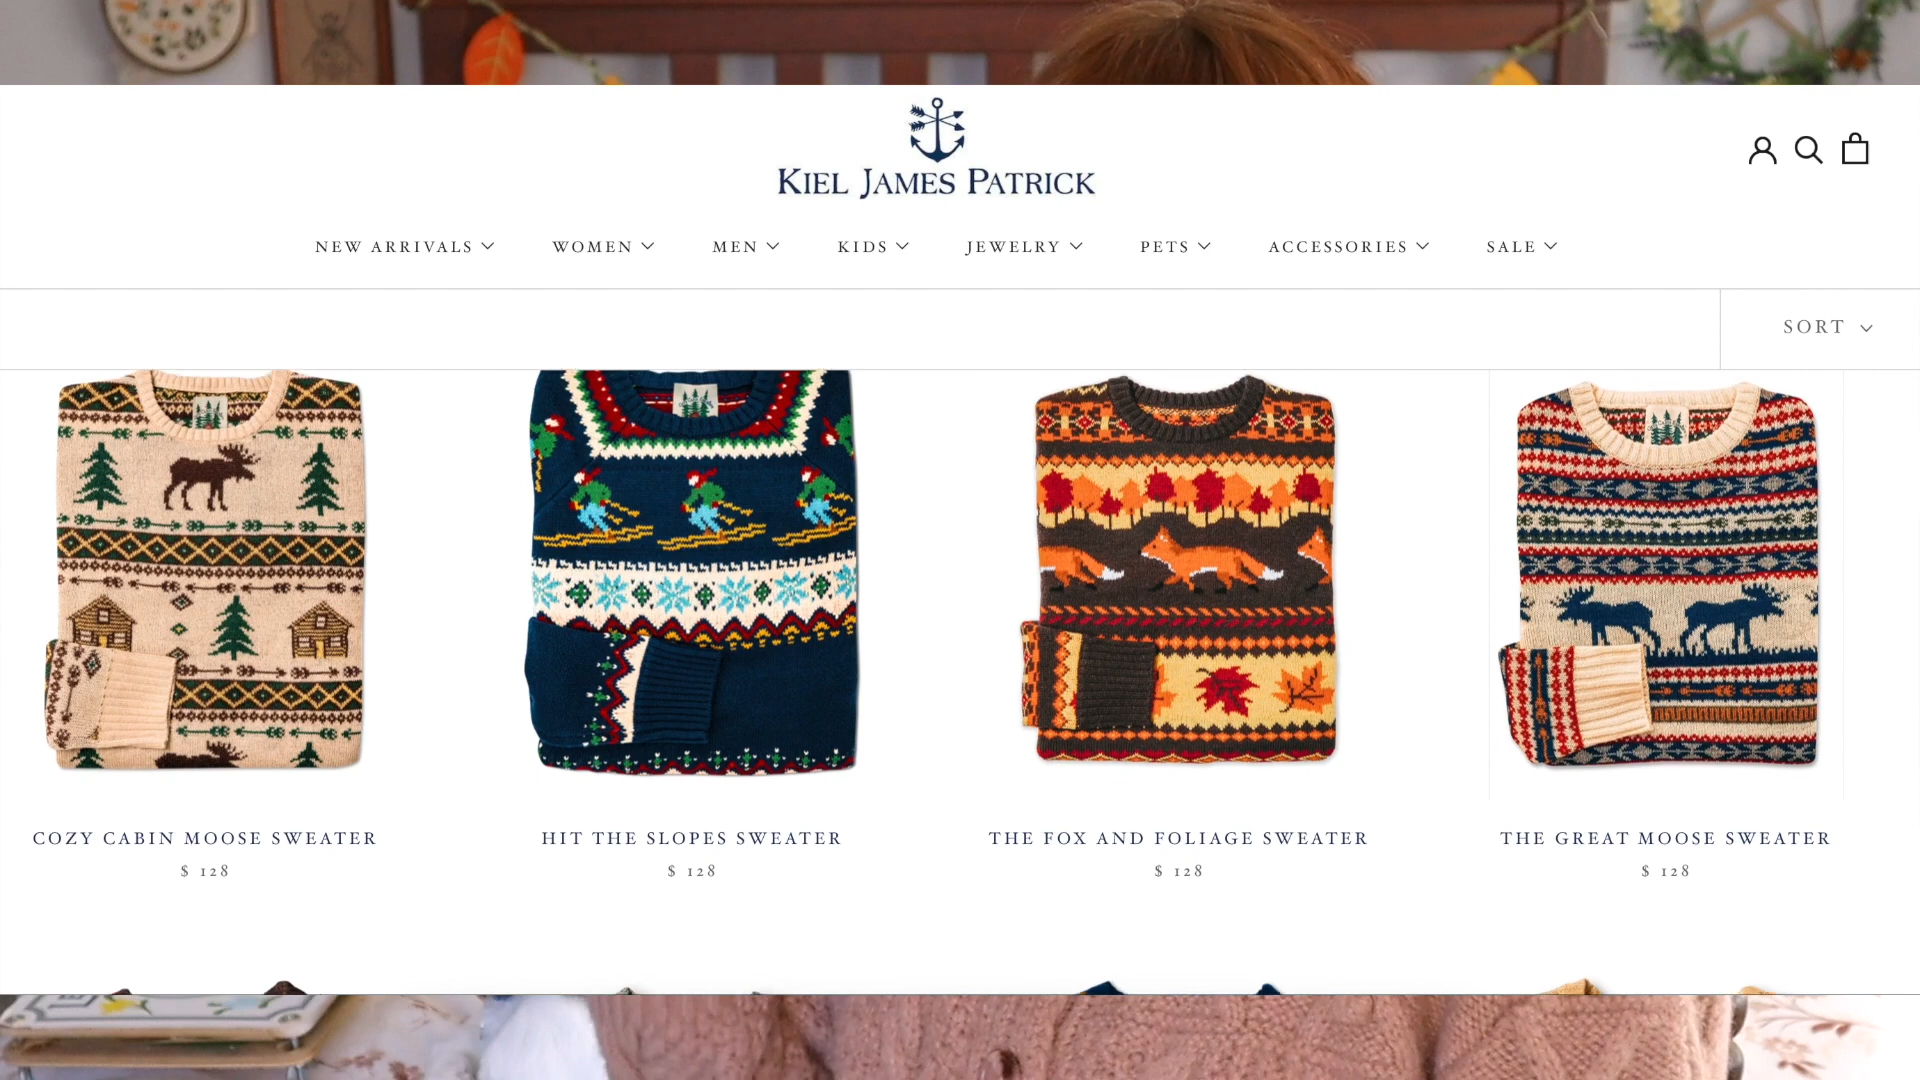 KIEL JAMES PATRICK
NEW ARRIVALS
WOMEN
MEN
KIDS
JEWELRY
PETS
ACCESSORIES
SALE
SORT
COZY CABIN MOOSE SWEATER
$ 128
HIT THE SLOPES SWEATER
$ 128
THE FOX AND FOLIAGE SWEATER
$ 128
THE GREAT MOOSE SWEATER
$ 128